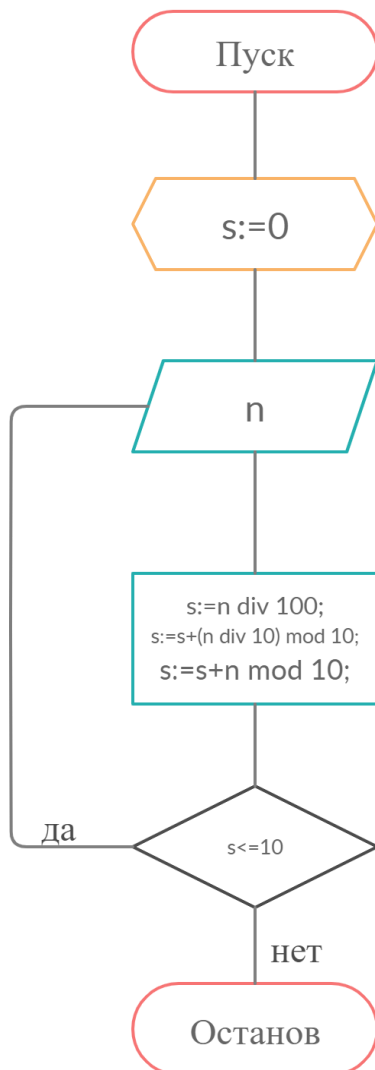 Пуск
s:=0
n
s:=n div 100;
s:=s+(n div 10) mod 10;
s:=s+n mod 10;
да
s<=10
нет
Останов